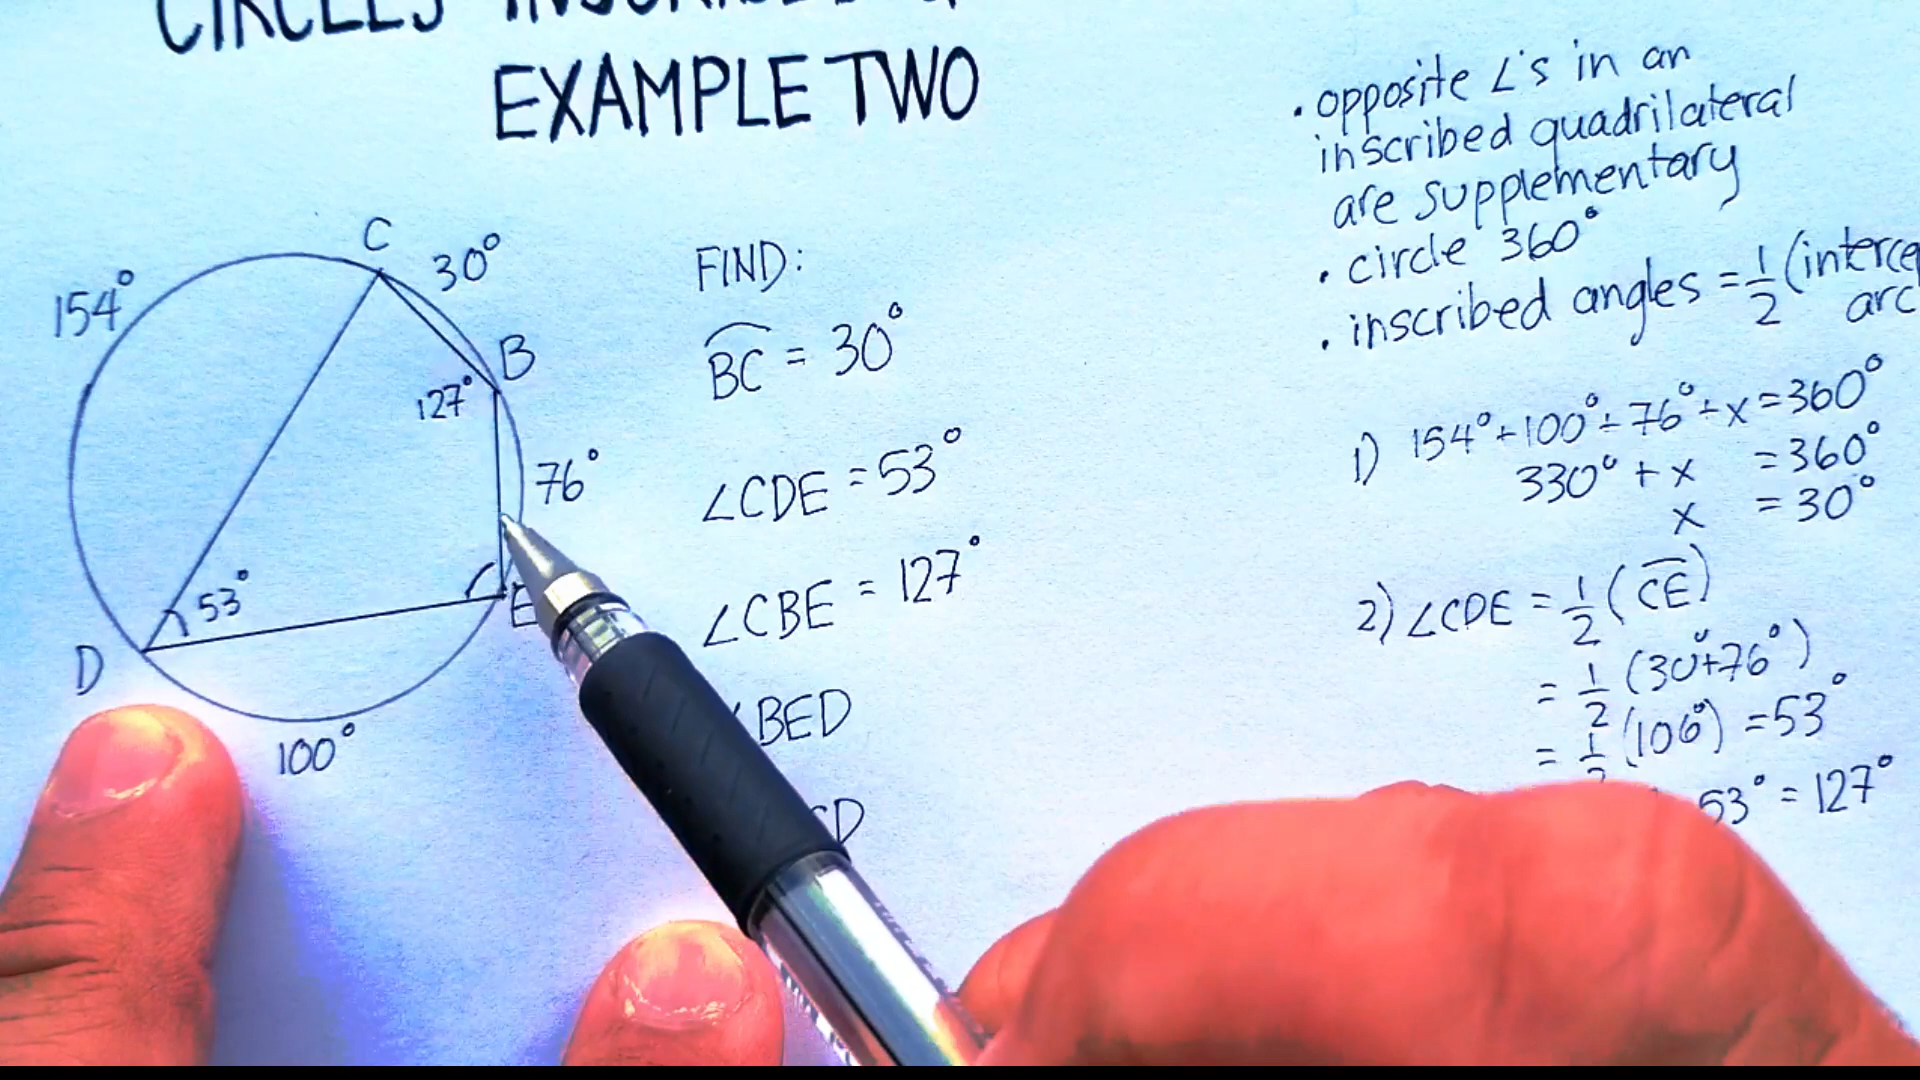 EXAMPLE TWO
C
30°
154°
B
127°
76°
53°
E
D
100°
FIND:
BC = 30°
∠CDE = 53°
∠CBE = 127°
∠BED
CD
• opposite ∠'s in an
inscribed quadrilateral
are supplementary
• circle 360°
• inscribed angles = 1/2 (interce
arc
1) 154° + 100° + 76° + x = 360°
330° + x = 360°
x = 30°
2) ∠CDE = 1/2 (CE)
= 1/2 (30° + 76°)
= 1/2 (106°) = 53°
53° = 127°